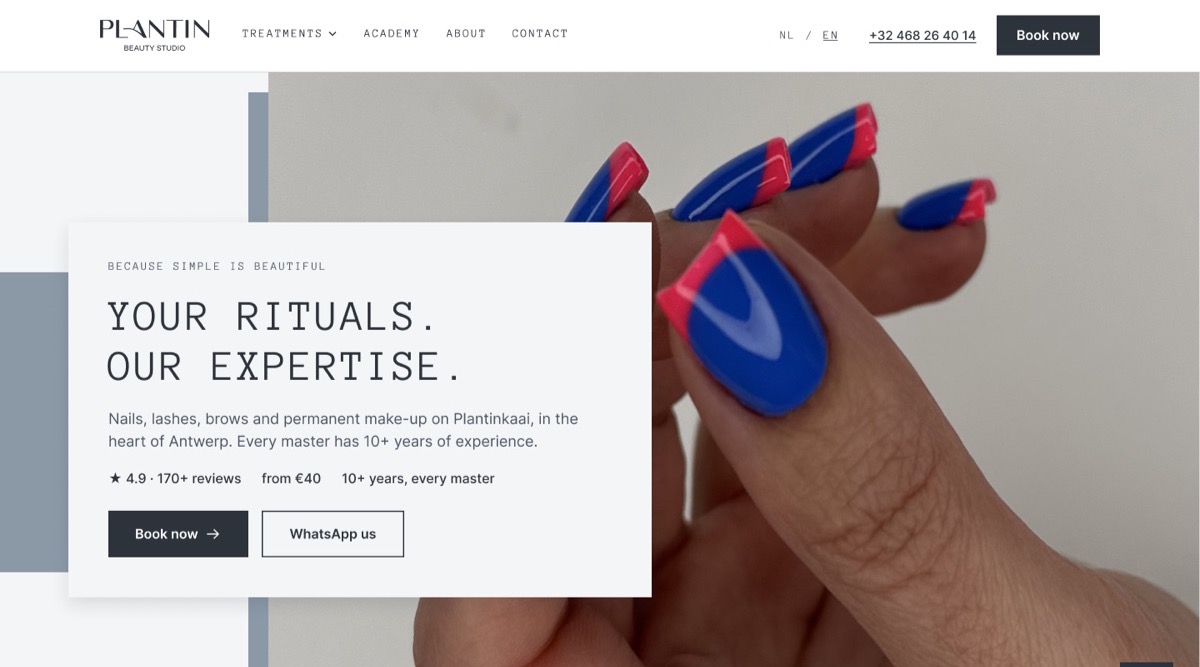 PLANTIN
BEAUTY STUDIO
TREATMENTS
ACADEMY
ABOUT
CONTACT
NL / EN
+32 468 26 40 14
Book now
BECAUSE SIMPLE IS BEAUTIFUL
YOUR RITUALS.
OUR EXPERTISE.
Nails, lashes, brows and permanent make-up on Plantinkaai, in the
heart of Antwerp. Every master has 10+ years of experience.
★ 4.9 · 170+ reviews from €40 10+ years, every master
Book now →
WhatsApp us